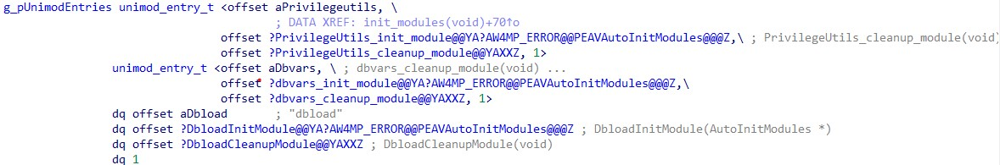 g_pUnimodEntries unimod_entry_t <offset aPrivilegeutils, \
; DATA XREF: init_modules(void)+70↑o
offset ?PrivilegeUtils_init_module@@YA?AW4MP_ERROR@@PEAVAutoInitModules@@@Z,\ ; PrivilegeUtils_cleanup_module(void)
offset ?PrivilegeUtils_cleanup_module@@YAXXZ, 1>
unimod_entry_t <offset aDbvars, \ ; dbvars_cleanup_module(void) ...
offset ?dbvars_init_module@@YA?AW4MP_ERROR@@PEAVAutoInitModules@@@Z,\
offset ?dbvars_cleanup_module@@YAXXZ, 1>
dq offset aDbload ; "dbload"
dq offset ?DbloadInitModule@@YA?AW4MP_ERROR@@PEAVAutoInitModules@@@Z ; DbloadInitModule(AutoInitModules *)
dq offset ?DbloadCleanupModule@@YAXXZ ; DbloadCleanupModule(void)
dq 1